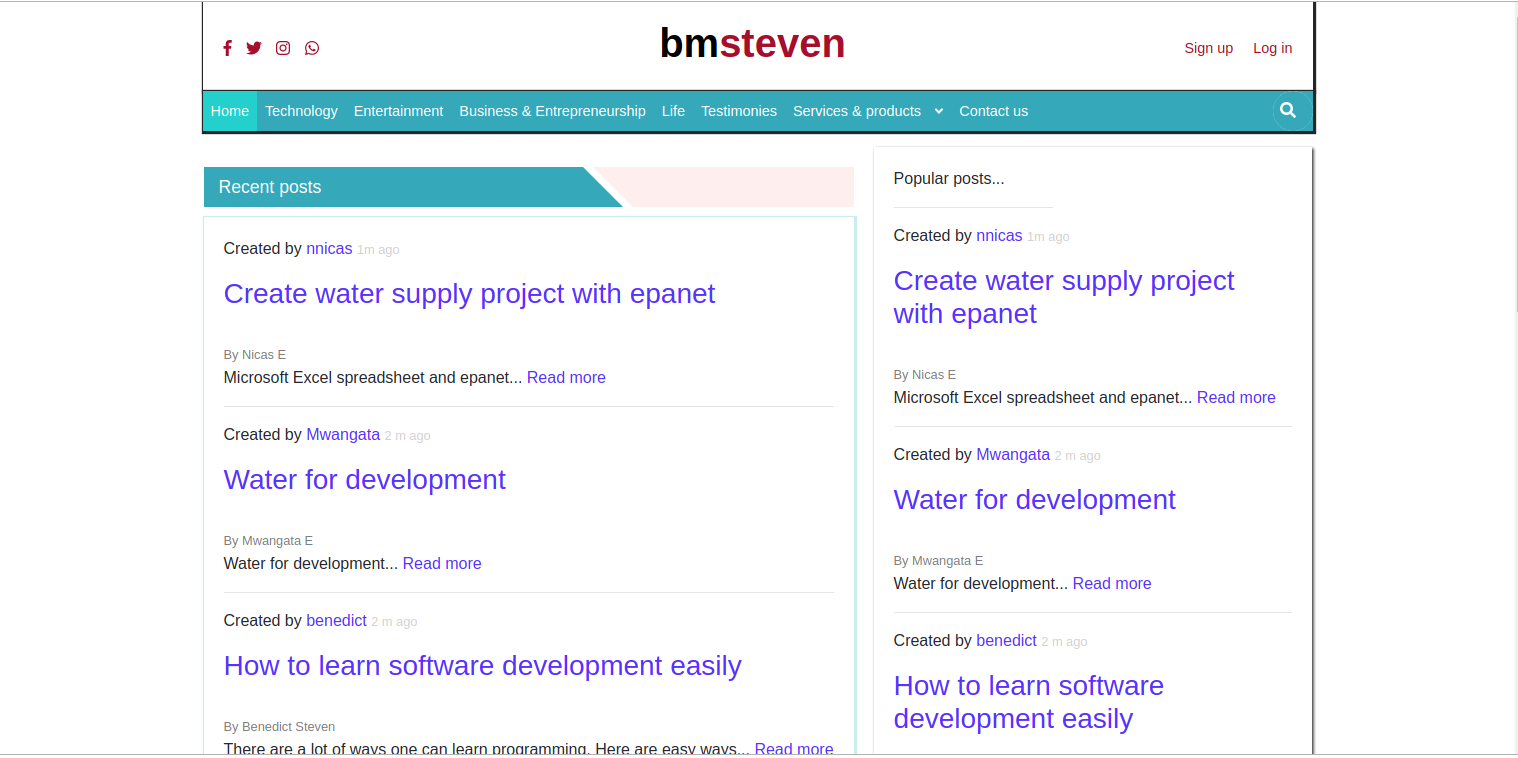 bmsteven
Sign up Log in
Home Technology Entertainment Business & Entrepreneurship Life Testimonies Services & products Contact us
Recent posts
Created by nnicas 1m ago
Create water supply project with epanet
By Nicas E
Microsoft Excel spreadsheet and epanet... Read more
Created by Mwangata 2 m ago
Water for development
By Mwangata E
Water for development... Read more
Created by benedict 2 m ago
How to learn software development easily
By Benedict Steven
There are a lot of ways one can learn programming. Here are easy ways... Read more
Popular posts...
Created by nnicas 1m ago
Create water supply project
with epanet
By Nicas E
Microsoft Excel spreadsheet and epanet... Read more
Created by Mwangata 2 m ago
Water for development
By Mwangata E
Water for development... Read more
Created by benedict 2 m ago
How to learn software
development easily